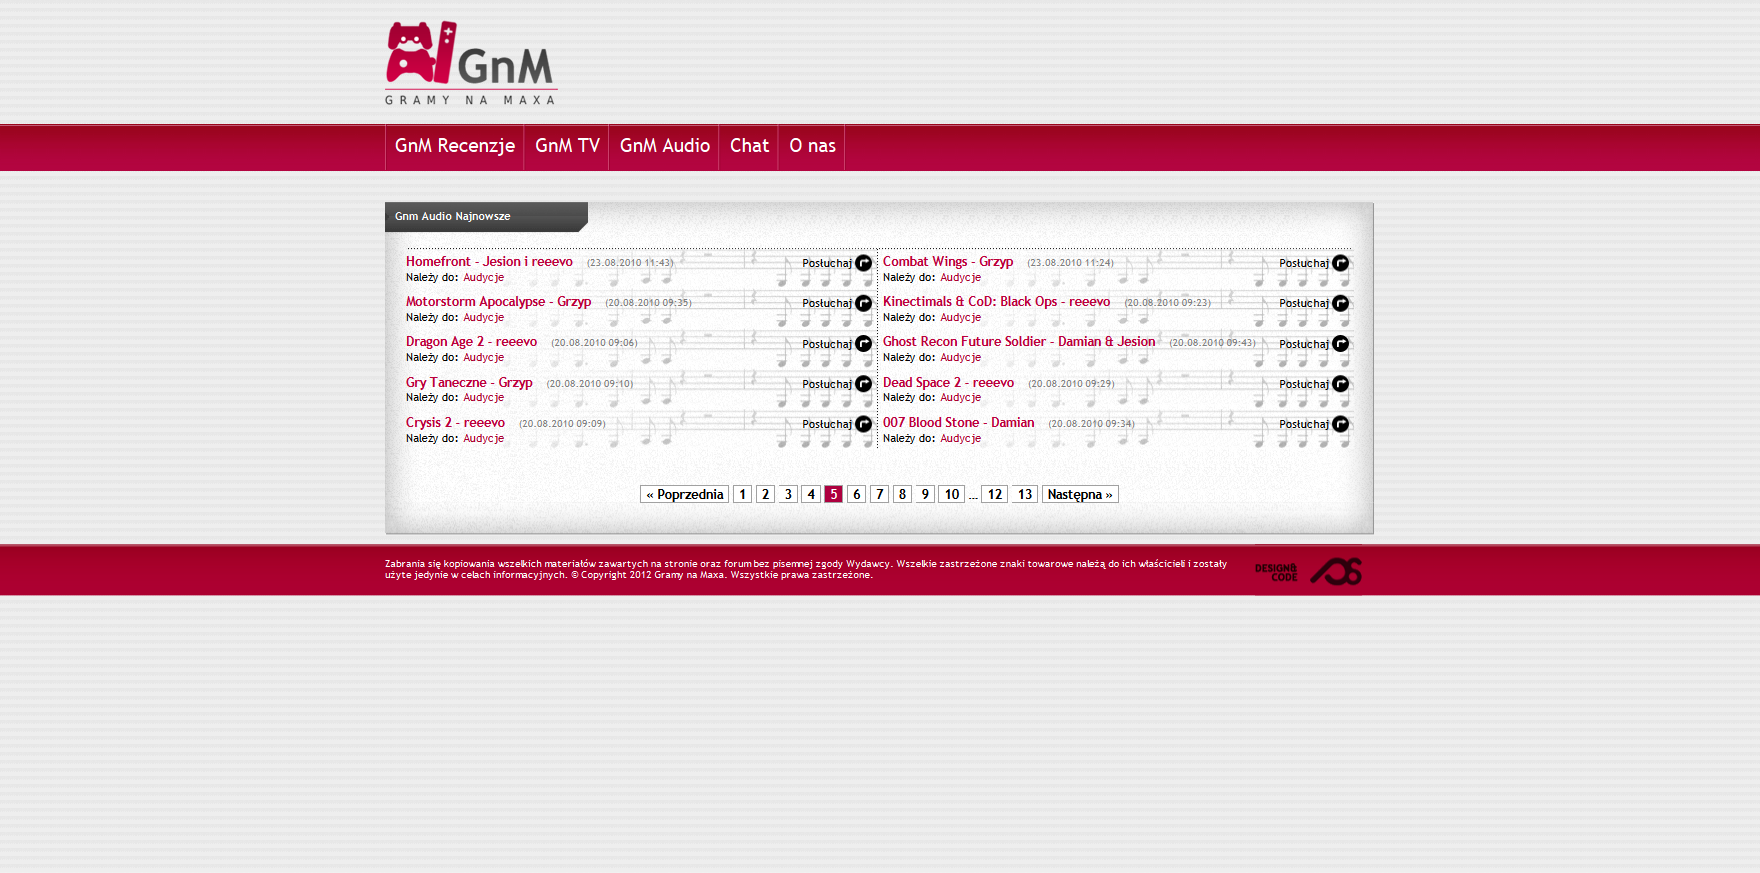 GnM
GRAMY NA MAXA
GnM Recenzje GnM TV GnM Audio Chat O nas
Gnm Audio Najnowsze
Homefront - Jesion i reeevo (23.08.2010 11:43) Posłuchaj
Należy do: Audycje
Combat Wings - Grzyp (23.08.2010 11:24) Posłuchaj
Należy do: Audycje
Motorstorm Apocalypse - Grzyp (20.08.2010 09:35) Posłuchaj
Należy do: Audycje
Kinectimals & CoD: Black Ops - reeevo (20.08.2010 09:23) Posłuchaj
Należy do: Audycje
Dragon Age 2 - reeevo (20.08.2010 09:06) Posłuchaj
Należy do: Audycje
Ghost Recon Future Soldier - Damian & Jesion (20.08.2010 09:43) Posłuchaj
Należy do: Audycje
Gry Taneczne - Grzyp (20.08.2010 09:10) Posłuchaj
Należy do: Audycje
Dead Space 2 - reeevo (20.08.2010 09:29) Posłuchaj
Należy do: Audycje
Crysis 2 - reeevo (20.08.2010 09:09) Posłuchaj
Należy do: Audycje
007 Blood Stone - Damian (20.08.2010 09:34) Posłuchaj
Należy do: Audycje
« Poprzednia 1 2 3 4 5 6 7 8 9 10 ... 12 13 Następna »
Zabrania się kopiowania wszelkich materiałów zawartych na stronie oraz forum bez pisemnej zgody Wydawcy. Wszelkie zastrzeżone znaki towarowe należą do ich właścicieli i zostały
użyte jedynie w celach informacyjnych. © Copyright 2012 Gramy na Maxa. Wszystkie prawa zastrzeżone.
DESIGN&
CODE